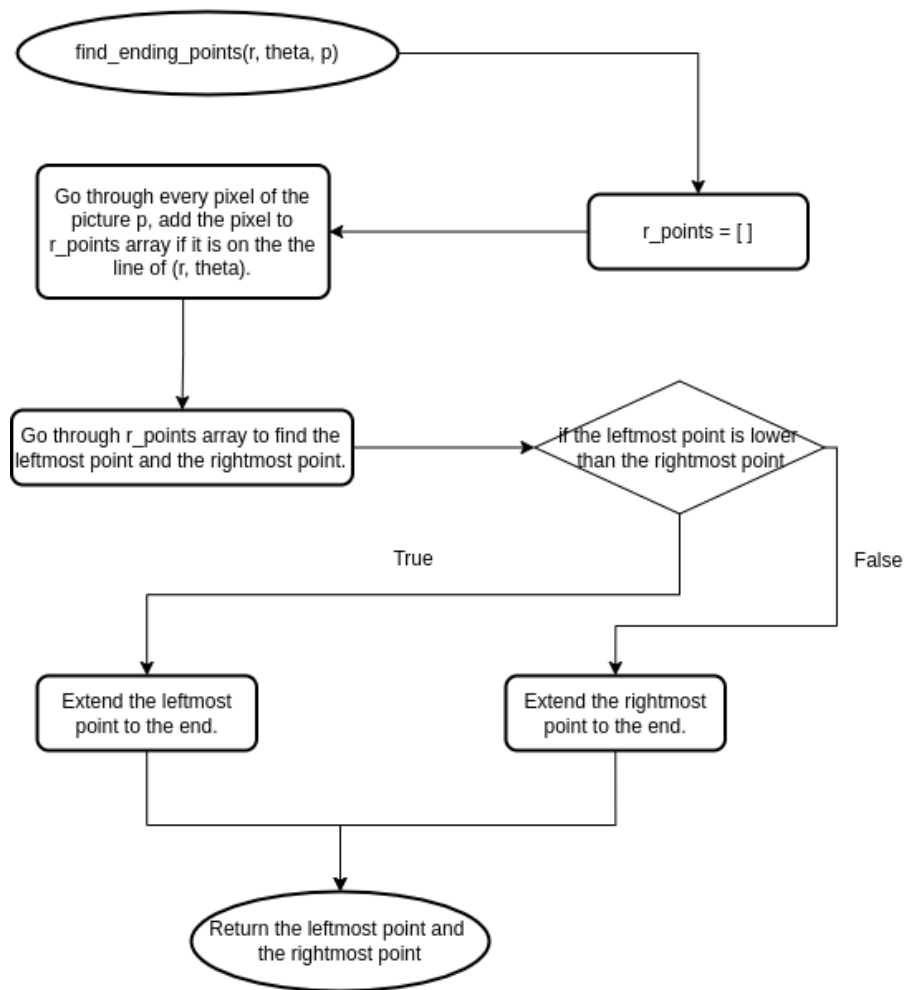 find_ending_points(r, theta, p)
r_points = [ ]
Go through every pixel of the
picture p, add the pixel to
r_points array if it is on the the
line of (r, theta).
Go through r_points array to find the
leftmost point and the rightmost point.
if the leftmost point is lower
than the rightmost point
True
False
Extend the leftmost
point to the end.
Extend the rightmost
point to the end.
Return the leftmost point and
the rightmost point